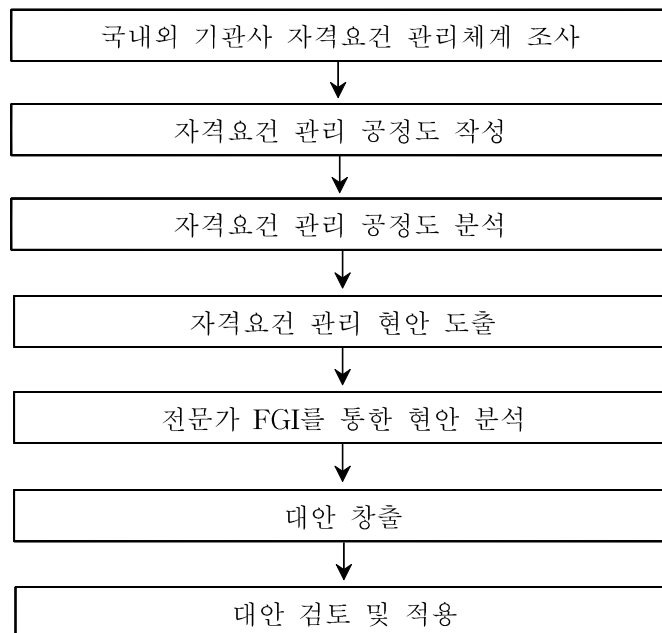 국내외 기관사 자격요건 관리체계 조사
자격요건 관리 공정도 작성
자격요건 관리 공정도 분석
자격요건 관리 현안 도출
전문가 FGI를 통한 현안 분석
대안 창출
대안 검토 및 적용